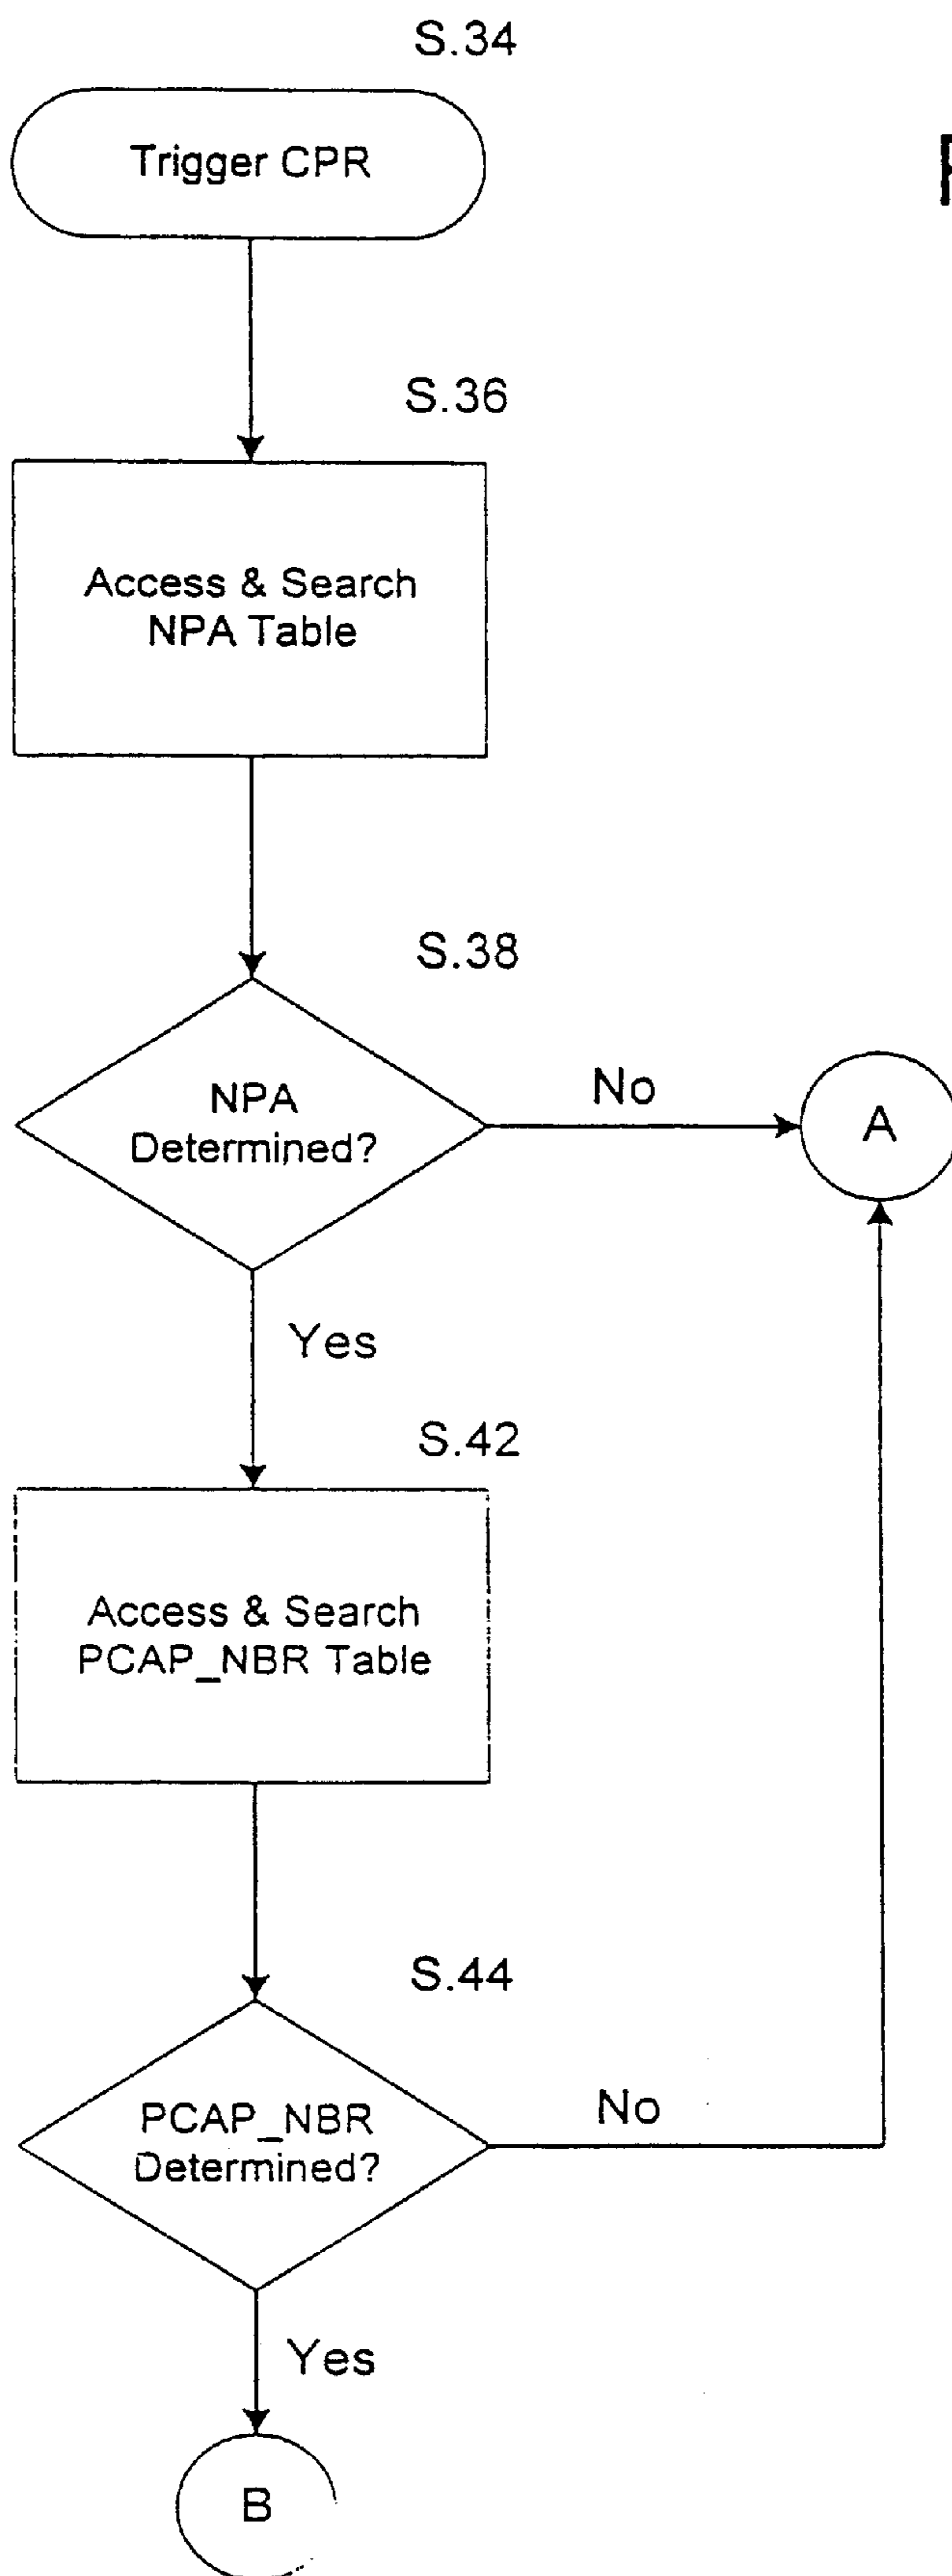 S.34
Trigger CPR
S.36
Access & Search
NPA Table
S.38
NPA
Determined?
No
A
Yes
S.42
Access & Search
PCAP_NBR Table
S.44
PCAP_NBR
Determined?
No
Yes
B